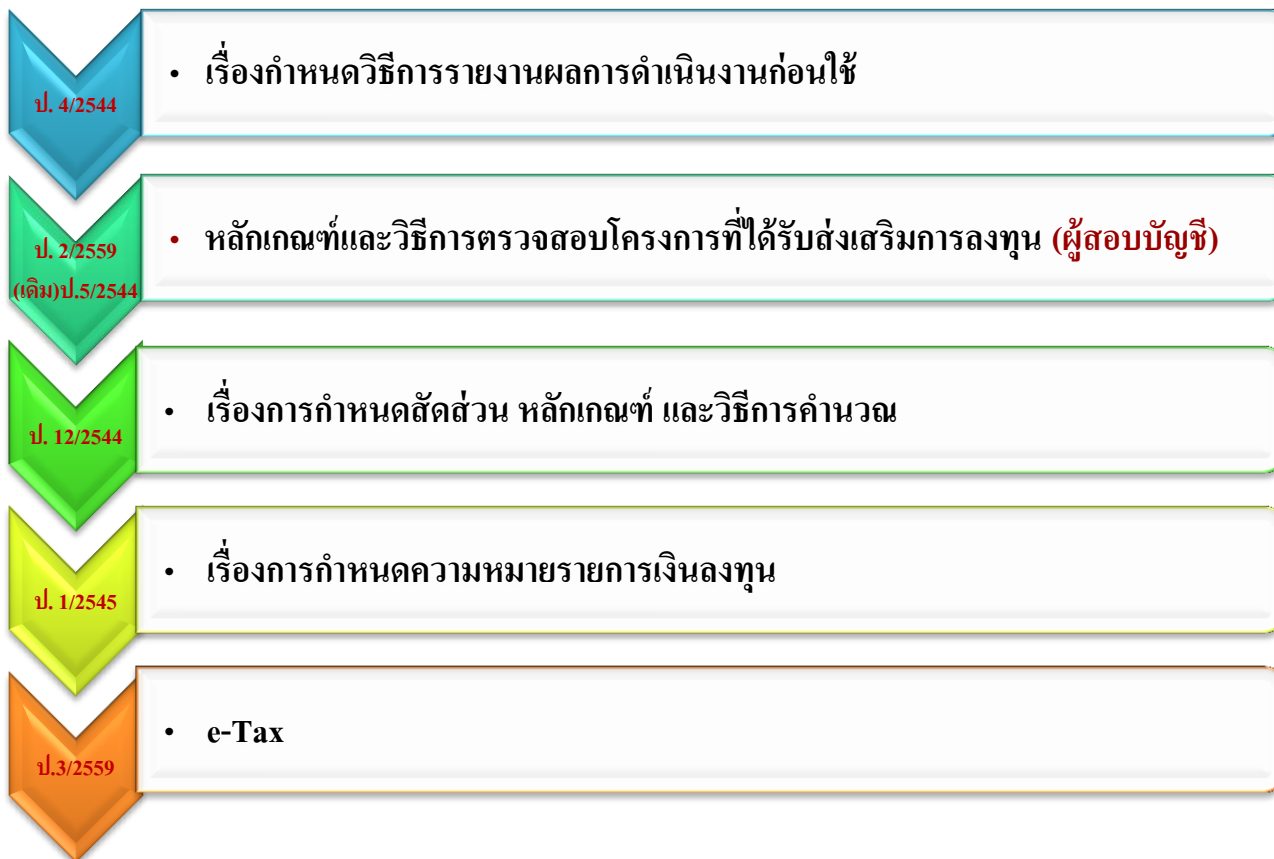 ป. 4/2544
• เรื่องกำหนดวิธีการรายงานผลการดำเนินงานก่อนใช้
ป. 2/2559
(เดิม)ป.5/2544
• หลักเกณฑ์และวิธีการตรวจสอบโครงการที่ได้รับส่งเสริมการลงทุน (ผู้สอบบัญชี)
ป. 12/2544
• เรื่องการกำหนดสัดส่วน หลักเกณฑ์ และวิธีการคำนวณ
ป. 1/2545
• เรื่องการกำหนดความหมายรายการเงินลงทุน
ป.3/2559
• e-Tax